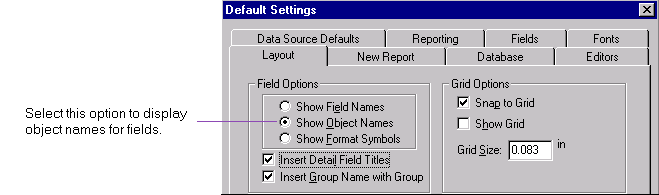 Default Settings
Data Source Defaults Reporting Fields Fonts
Layout New Report Database Editors
Field Options
Show Field Names
Show Object Names
Show Format Symbols
Insert Detail Field Titles
Insert Group Name with Group
Grid Options
Snap to Grid
Show Grid
Grid Size: 0.083 in
Select this option to display
object names for fields.